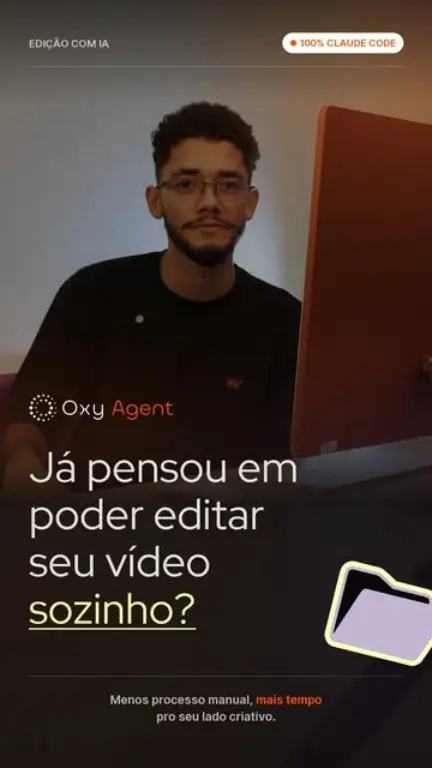 EDIÇÃO COM IA
100% CLAUDE CODE
Oxy Agent
Já pensou em
poder editar
seu vídeo
sozinho?
Menos processo manual, mais tempo
pro seu lado criativo.